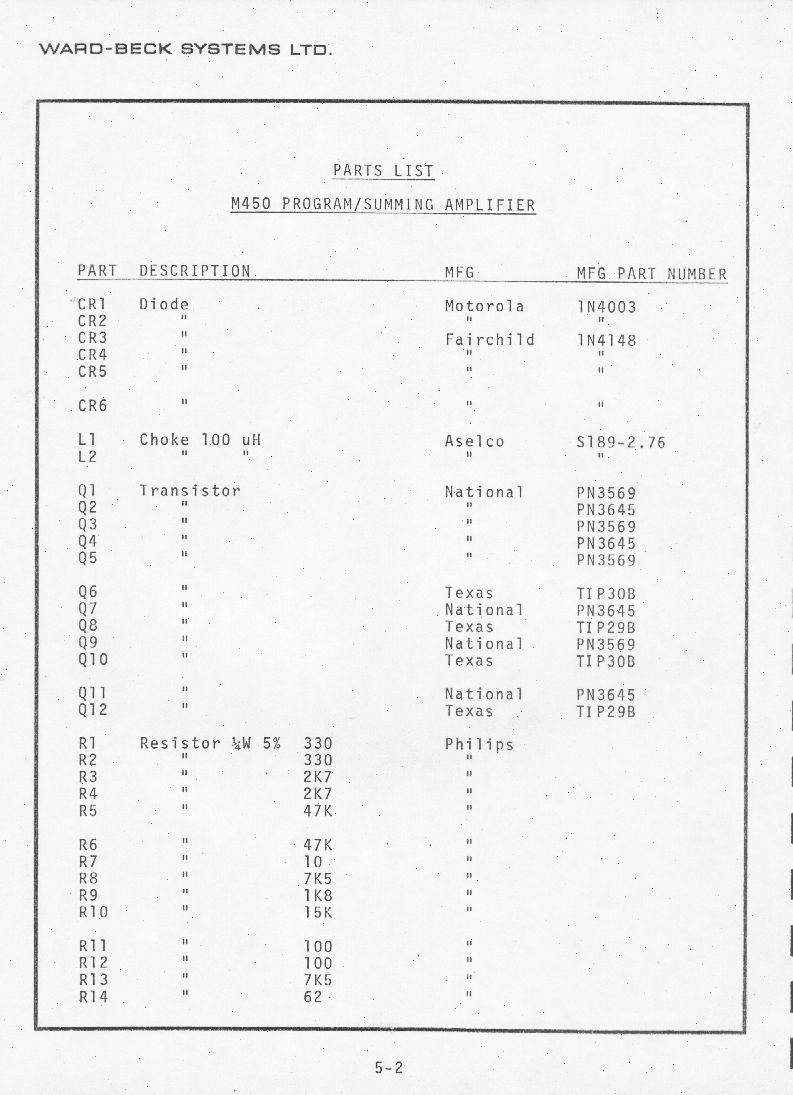 WARD-BECK SYSTEMS LTD.
PARTS LIST
M450 PROGRAM/SUMMING AMPLIFIER
PART DESCRIPTION MFG MFG PART NUMBER
CR1 Diode Motorola 1N4003
CR2 " " "
CR3 " Fairchild 1N4148
CR4 " " "
CR5 " " "
CR6 " " "
L1 Choke 100 uH Aselco S189-2.76
L2 " " " "
Q1 Transistor National PN3569
Q2 " " PN3645
Q3 " " PN3569
Q4 " " PN3645
Q5 " " PN3569
Q6 " Texas TIP30B
Q7 " National PN3645
Q8 " Texas TIP29B
Q9 " National PN3569
Q10 " Texas TIP30B
Q11 " National PN3645
Q12 " Texas TIP29B
R1 Resistor ¼W 5% 330 Philips
R2 " 330 "
R3 " 2K7 "
R4 " 2K7 "
R5 " 47K "
R6 " 47K "
R7 " 10 "
R8 " 7K5 "
R9 " 1K8 "
R10 " 15K "
R11 " 100 "
R12 " 100 "
R13 " 7K5 "
R14 " 62 "
5-2